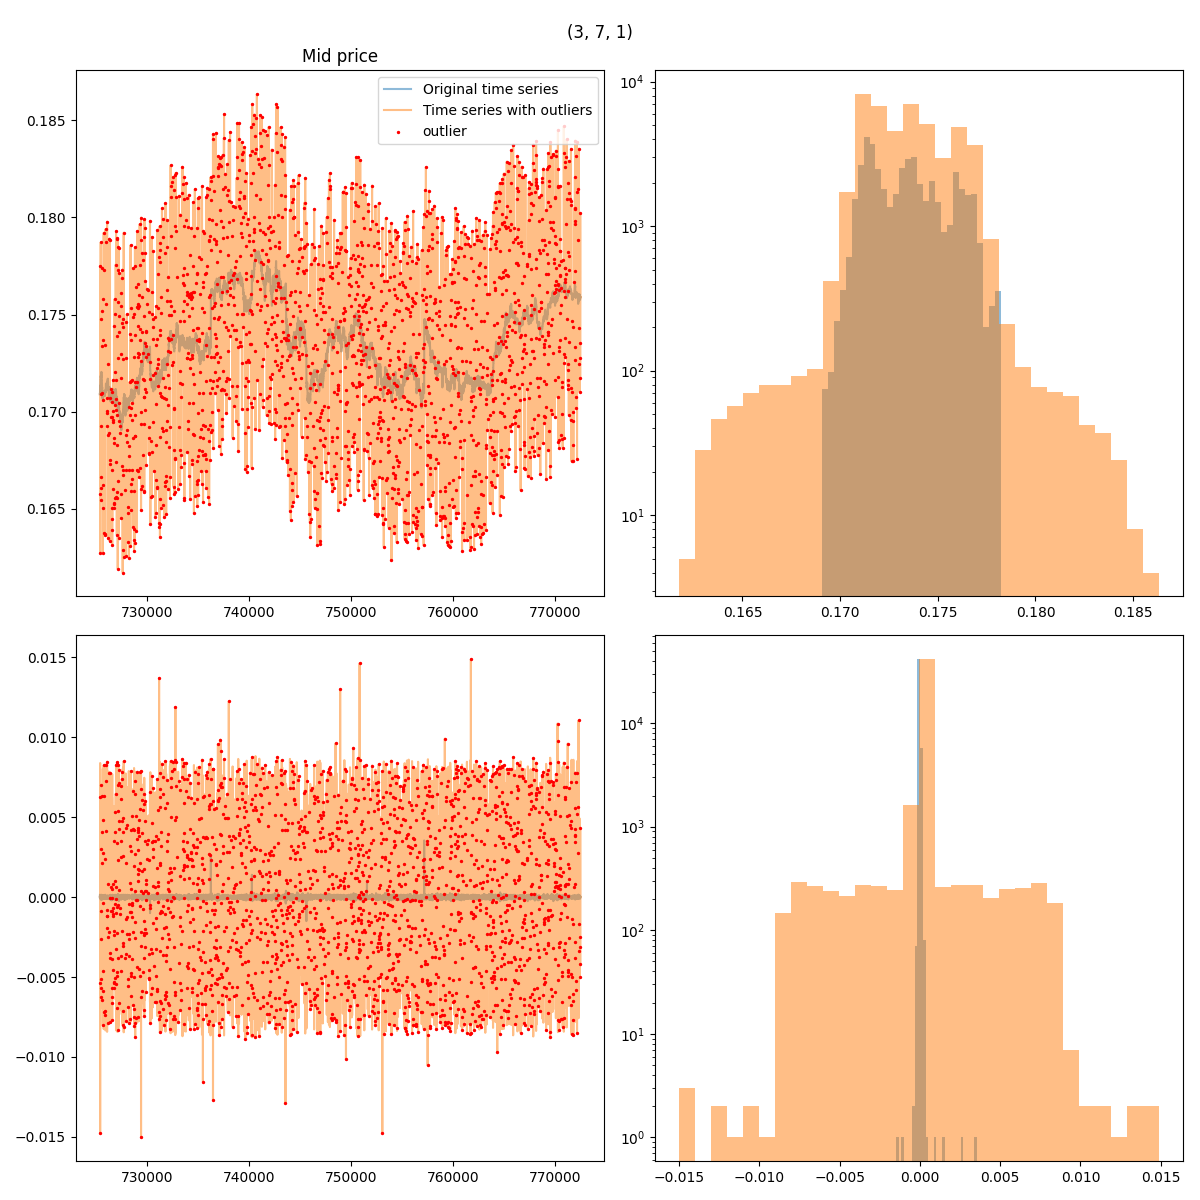 (3, 7, 1)
Mid price
Original time series
Time series with outliers
outlier
0.185
0.180
0.175
0.170
0.165
730000 740000 750000 760000 770000
10⁴
10³
10²
10¹
0.165 0.170 0.175 0.180 0.185
0.015
0.010
0.005
0.000
−0.005
−0.010
−0.015
730000 740000 750000 760000 770000
10⁴
10³
10²
10¹
10⁰
−0.015 −0.010 −0.005 0.000 0.005 0.010 0.015